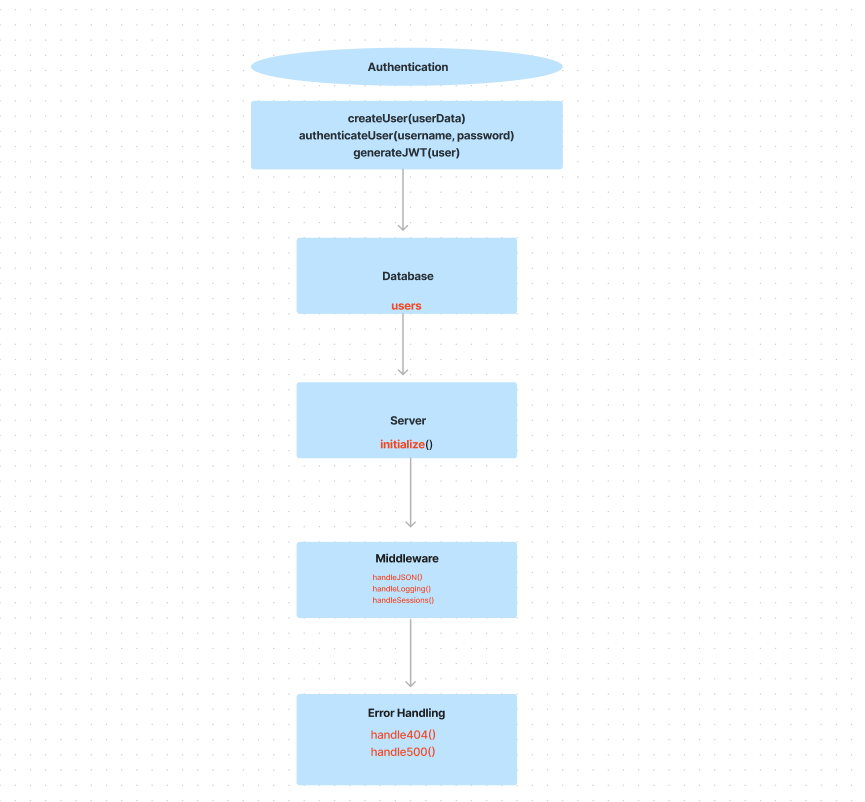 Authentication
createUser(userData)
authenticateUser(username, password)
generateJWT(user)
Database
users
Server
initialize()
Middleware
handleJSON()
handleLogging()
handleSessions()
Error Handling
handle404()
handle500()